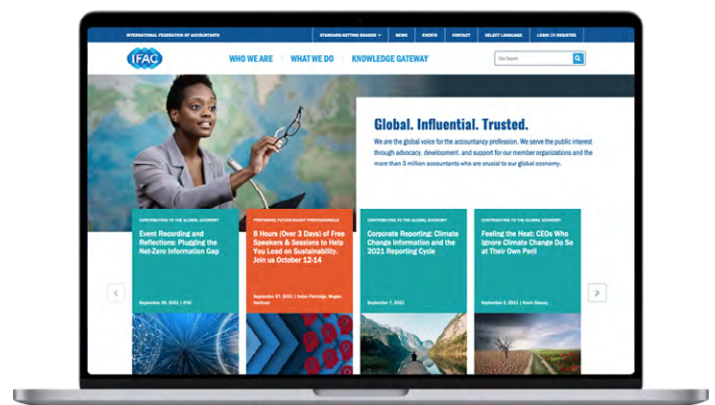 INTERNATIONAL FEDERATION OF ACCOUNTANTS
STANDARD-SETTING BOARDS
NEWS
EVENTS
CONTACT
SELECT LANGUAGE
LOGIN OR REGISTER
IFAC
WHO WE ARE
WHAT WE DO
KNOWLEDGE GATEWAY
Site Search
Global. Influential. Trusted.
We are the global voice for the accountancy profession. We serve the public interest
through advocacy, development, and support for our member organizations and the
more than 3 million accountants who are crucial to our global economy.
CONTRIBUTING TO THE GLOBAL ECONOMY
Event Recording and
Reflections: Plugging the
Net-Zero Information Gap
September 29, 2021 | IFAC
PREPARING FUTURE-READY PROFESSIONALS
8 Hours (Over 3 Days) of Free
Speakers & Sessions to Help
You Lead on Sustainability.
Join us October 12-14
September 27, 2021 |
CONTRIBUTING TO THE GLOBAL ECONOMY
Corporate Reporting: Climate
Change Information and the
2021 Reporting Cycle
September 7, 2021
CONTRIBUTING TO THE GLOBAL ECONOMY
Feeling the Heat: CEOs Who
Ignore Climate Change Do So
at Their Own Peril
September 2, 2021 | Kevin Dancey